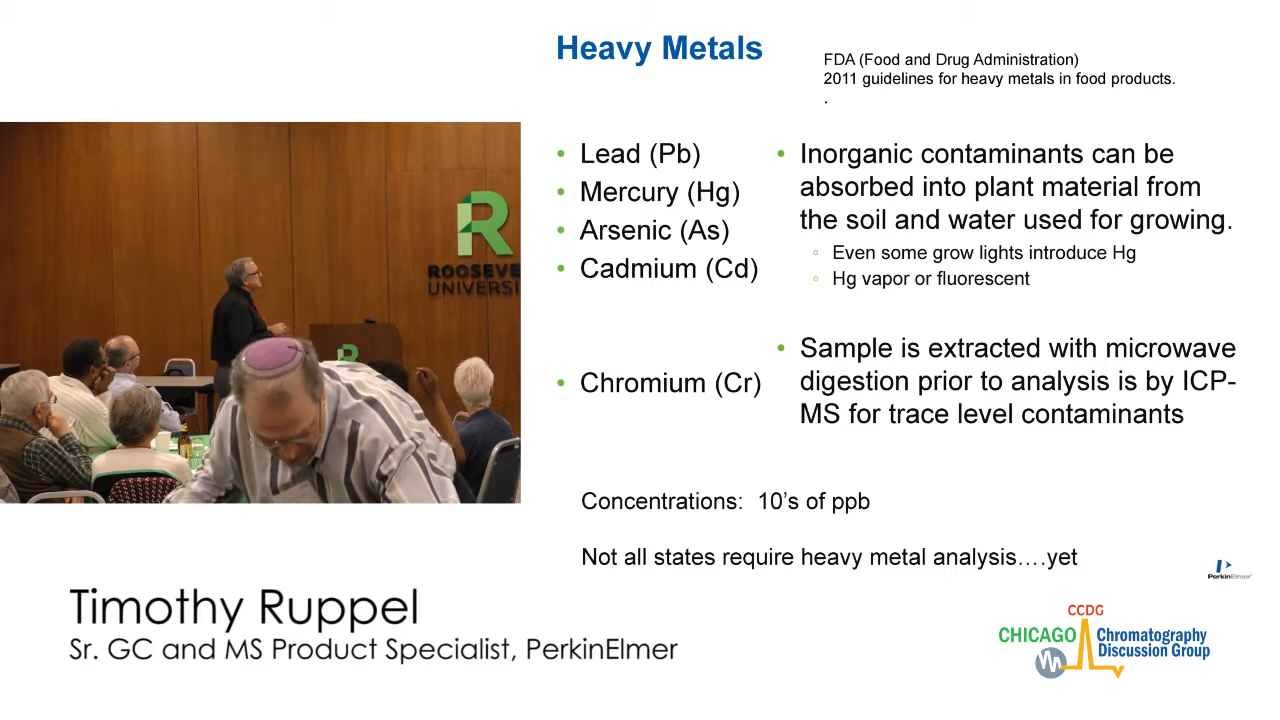 Heavy Metals
FDA (Food and Drug Administration)
2011 guidelines for heavy metals in food products.
.
• Lead (Pb)
• Mercury (Hg)
• Arsenic (As)
• Cadmium (Cd)
• Chromium (Cr)
• Inorganic contaminants can be
absorbed into plant material from
the soil and water used for growing.
◦ Even some grow lights introduce Hg
◦ Hg vapor or fluorescent
• Sample is extracted with microwave
digestion prior to analysis is by ICP-
MS for trace level contaminants
Concentrations: 10's of ppb
Not all states require heavy metal analysis….yet
R
ROOSEVE
UNIVERSI
R
PerkinElmer
Timothy Ruppel
Sr. GC and MS Product Specialist, PerkinElmer
CCDG
CHICAGO Chromatography
Discussion Group